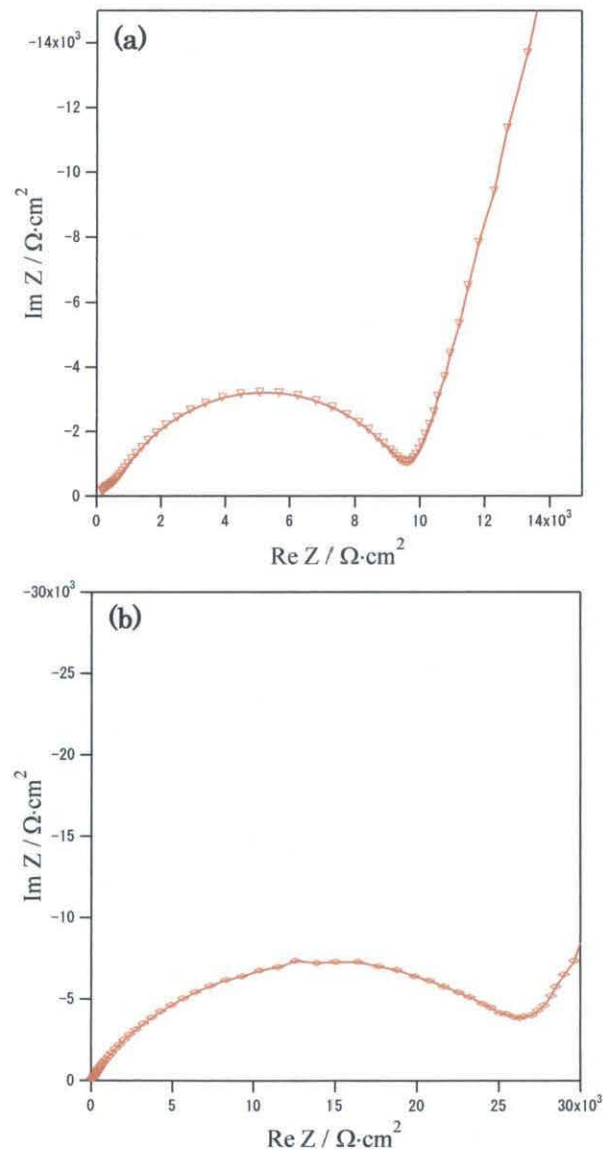 (a)
-14x10³
-12
-10
-8
-6
-4
-2
0
Im Z / Ω·cm²
0 2 4 6 8 10 12 14x10³
Re Z / Ω·cm²
(b)
-30x10³
-25
-20
-15
-10
-5
0
Im Z / Ω·cm²
0 5 10 15 20 25 30x10³
Re Z / Ω·cm²